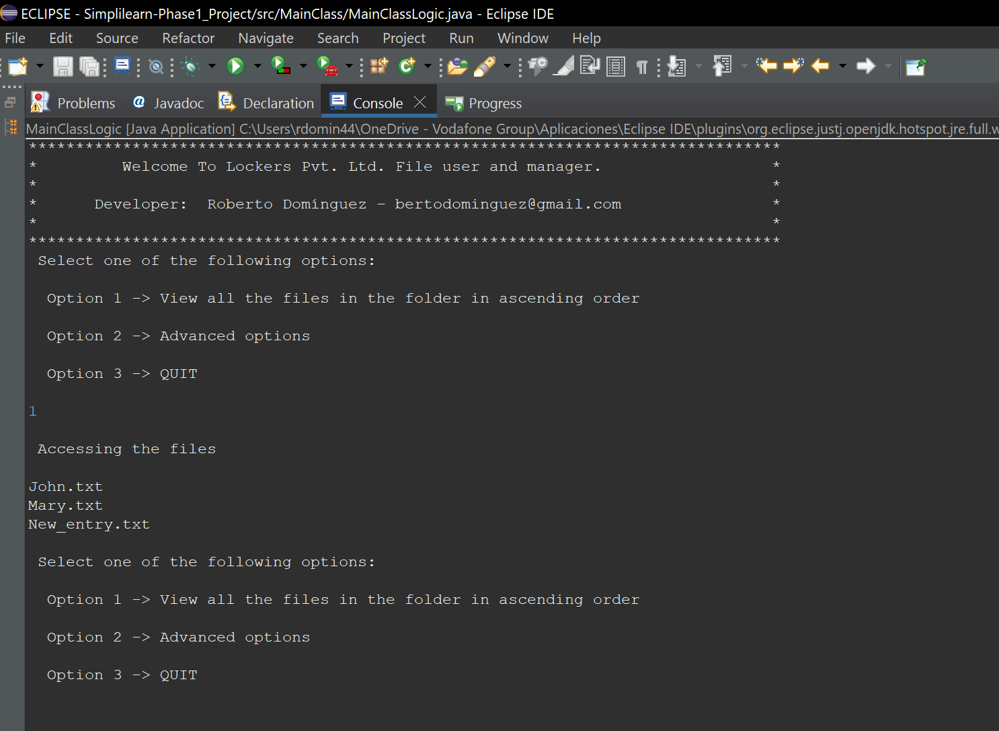 ECLIPSE - Simplilearn-Phase1_Project/src/MainClass/MainClassLogic.java - Eclipse IDE
File Edit Source Refactor Navigate Search Project Run Window Help
Problems @ Javadoc Declaration Console Progress
MainClassLogic [Java Application] C:\Users\rdomin44\OneDrive - Vodafone Group\Aplicaciones\Eclipse IDE\plugins\org.eclipse.justj.openjdk.hotspot.jre.full.w
********************************************************************************
* Welcome To Lockers Pvt. Ltd. File user and manager. *
* *
* Developer: Roberto Domínguez - bertodominguez@gmail.com *
* *
********************************************************************************
Select one of the following options:
Option 1 -> View all the files in the folder in ascending order
Option 2 -> Advanced options
Option 3 -> QUIT
1
Accessing the files
John.txt
Mary.txt
New_entry.txt
Select one of the following options:
Option 1 -> View all the files in the folder in ascending order
Option 2 -> Advanced options
Option 3 -> QUIT